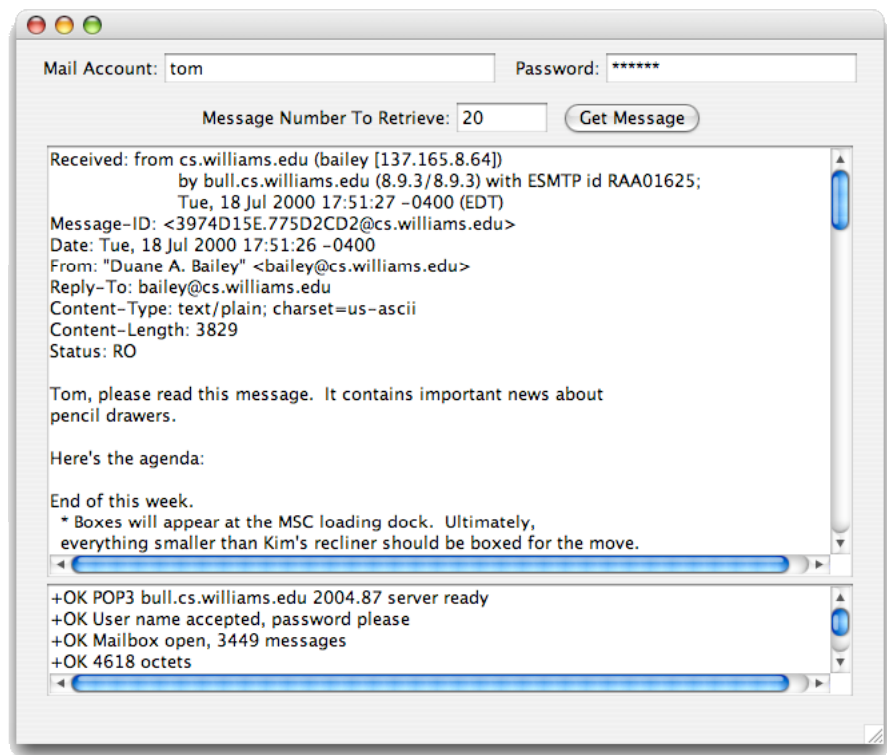 Mail Account: tom Password: ******
Message Number To Retrieve: 20 Get Message
Received: from cs.williams.edu (bailey [137.165.8.64])
by bull.cs.williams.edu (8.9.3/8.9.3) with ESMTP id RAA01625;
Tue, 18 Jul 2000 17:51:27 -0400 (EDT)
Message-ID: <3974D15E.775D2CD2@cs.williams.edu>
Date: Tue, 18 Jul 2000 17:51:26 -0400
From: "Duane A. Bailey" <bailey@cs.williams.edu>
Reply-To: bailey@cs.williams.edu
Content-Type: text/plain; charset=us-ascii
Content-Length: 3829
Status: RO
Tom, please read this message.  It contains important news about
pencil drawers.
Here's the agenda:
End of this week.
* Boxes will appear at the MSC loading dock.  Ultimately,
everything smaller than Kim's recliner should be boxed for the move.
+OK POP3 bull.cs.williams.edu 2004.87 server ready
+OK User name accepted, password please
+OK Mailbox open, 3449 messages
+OK 4618 octets